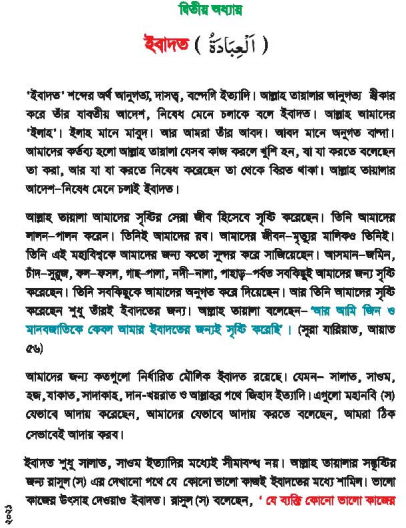 দ্বিতীয় অধ্যায়
ইবাদত ( اَلْعِبَادَةُ )
'ইবাদত' শব্দের অর্থ আনুগত্য, দাসত্ব, বন্দেগি ইত্যাদি। আল্লাহ তায়ালার আনুগত্য স্বীকার
করে তাঁর যাবতীয় আদেশ, নিষেধ মেনে চলাকে বলে ইবাদত। আল্লাহ আমাদের
'ইলাহ'। ইলাহ মানে মাবুদ। আর আমরা তাঁর আবদ। আবদ মানে অনুগত বান্দা।
আমাদের কর্তব্য হলো আল্লাহ তায়ালা যেসব কাজ করলে খুশি হন, যা যা করতে বলেছেন
তা করা, আর যা যা করতে নিষেধ করেছেন তা থেকে বিরত থাকা। আল্লাহ তায়ালার
আদেশ-নিষেধ মেনে চলাই ইবাদত।
আল্লাহ তায়ালা আমাদের সৃষ্টির সেরা জীব হিসেবে সৃষ্টি করেছেন। তিনি আমাদের
লালন-পালন করেন। তিনিই আমাদের রব। আমাদের জীবন-মৃত্যুর মালিকও তিনিই।
তিনি এই মহাবিশ্বকে আমাদের জন্য কতো সুন্দর করে সাজিয়েছেন। আসমান-জমিন,
চাঁদ-সুরুজ, ফল-ফসল, গাছ-পালা, নদী-নালা, পাহাড়-পর্বত সবকিছুই আমাদের জন্য সৃষ্টি
করেছেন। তিনি সবকিছুকে আমাদের অনুগত করে দিয়েছেন। আর তিনি আমাদের সৃষ্টি
করেছেন শুধু তাঁরই ইবাদতের জন্য। আল্লাহ তায়ালা বলেছেন-'আর আমি জিন ও
মানবজাতিকে কেবল আমার ইবাদতের জন্যই সৃষ্টি করেছি'। (সূরা যারিয়াত, আয়াত
৫৬)
আমাদের জন্য কতগুলো নির্ধারিত মৌলিক ইবাদত রয়েছে। যেমন- সালাত, সাওম,
হজ, যাকাত, সাদাকাহ, দান-খয়রাত ও আল্লাহর পথে জিহাদ ইত্যাদি। এগুলো মহানবি (স)
যেভাবে আদায় করেছেন, আমাদের যেভাবে আদায় করতে বলেছেন, আমরা ঠিক
সেভাবেই আদায় করব।
ইবাদত শুধু সালাত, সাওম ইত্যাদির মধ্যেই সীমাবদ্ধ নয়। আল্লাহ তায়ালার সন্তুষ্টির
জন্য রাসুল (স) এর দেখানো পথে যে কোনো ভালো কাজই ইবাদতের মধ্যে শামিল। ভালো
কাজের উৎসাহ দেওয়াও ইবাদত। রাসুল (স) বলেছেন, ' যে ব্যক্তি কোনো ভালো কাজের
২০২১